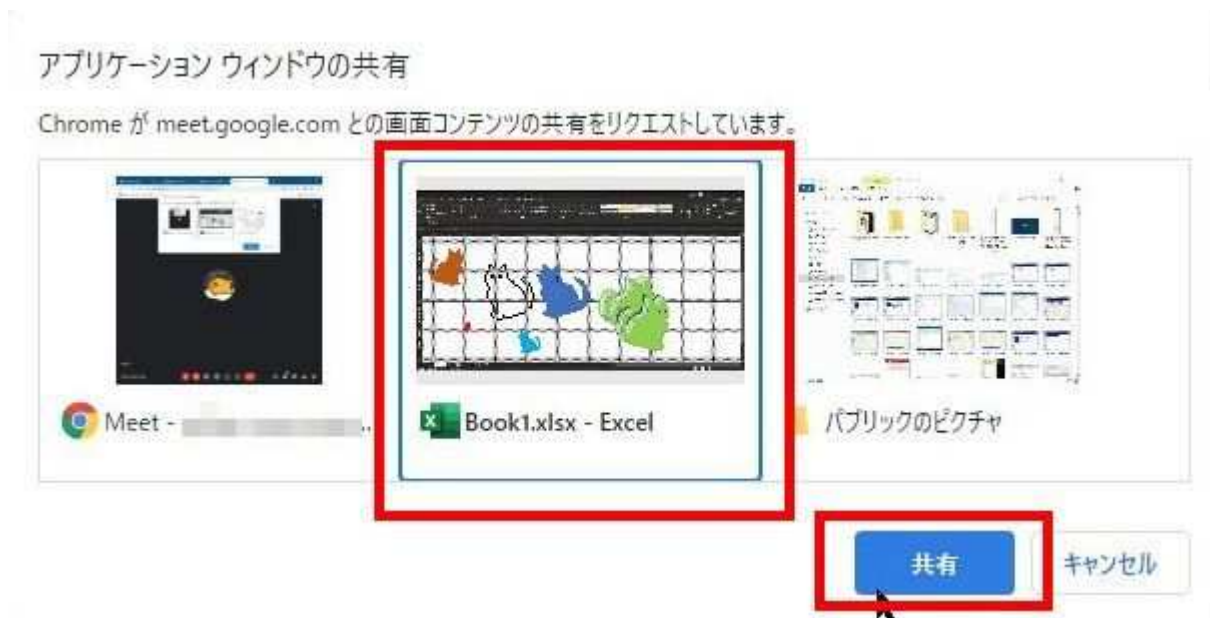 アプリケーション ウィンドウの共有
Chrome が meet.google.com との画面コンテンツの共有をリクエストしています。
Meet -
Book1.xlsx - Excel
パブリックのピクチャ
共有
キャンセル